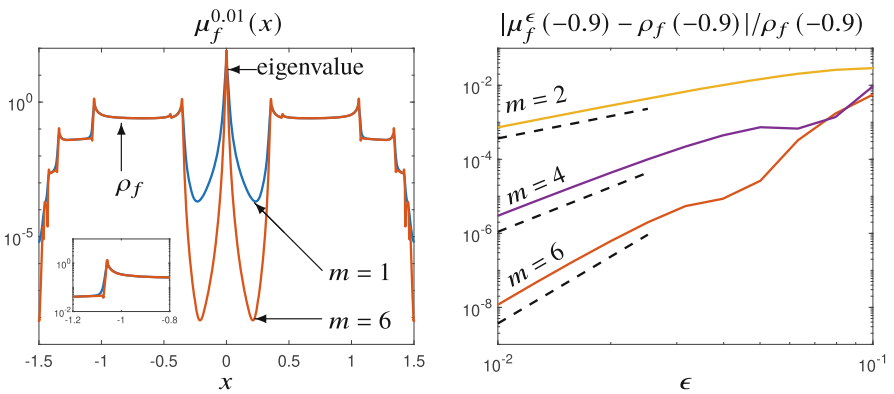 μ_f^{0.01}(x)
10^0
10^-5
eigenvalue
ρ_f
m = 1
m = 6
10^0
10^-2
-1.2
-1
-0.8
-1.5
-1
-0.5
0
0.5
1
1.5
x
|μ_f^ϵ(−0.9) − ρ_f(−0.9)|/ρ_f(−0.9)
10^-2
10^-4
10^-6
10^-8
m = 2
m = 4
m = 6
10^-2
10^-1
ϵ